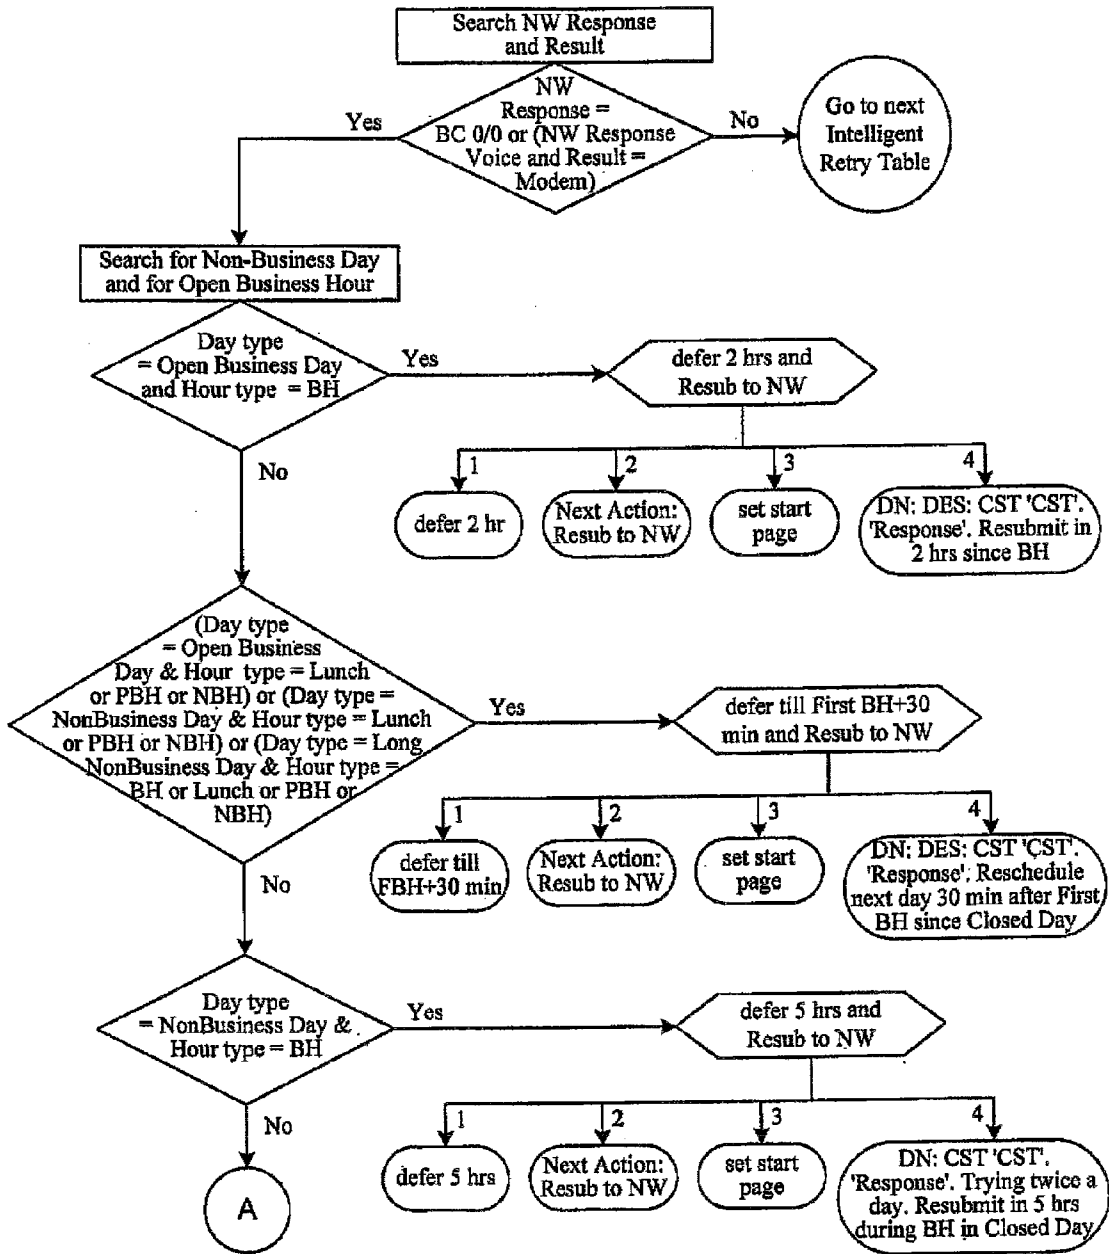 Search NW Response
and Result
NW
Response =
BC 0/0 or (NW Response
Voice and Result =
Modem)
Yes
No
Go to next
Intelligent
Retry Table
Search for Non-Business Day
and for Open Business Hour
Day type
= Open Business Day
and Hour type = BH
Yes
defer 2 hrs and
Resub to NW
No
1
2
3
4
defer 2 hr
Next Action:
Resub to NW
set start
page
DN: DES: CST 'CST'.
'Response'. Resubmit in
2 hrs since BH
(Day type
= Open Business
Day & Hour type = Lunch
or PBH or NBH) or (Day type =
NonBusiness Day & Hour type = Lunch
or PBH or NBH) or (Day type = Long
NonBusiness Day & Hour type =
BH or Lunch or PBH or
NBH)
Yes
defer till First BH+30
min and Resub to NW
No
1
2
3
4
defer till
FBH+30 min
Next Action:
Resub to NW
set start
page
DN: DES: CST 'CST'.
'Response'. Reschedule
next day 30 min after First
BH since Closed Day
Day type
= NonBusiness Day &
Hour type = BH
Yes
defer 5 hrs and
Resub to NW
No
1
2
3
4
defer 5 hrs
Next Action:
Resub to NW
set start
page
DN: CST 'CST'.
'Response'. Trying twice a
day. Resubmit in 5 hrs
during BH in Closed Day
A